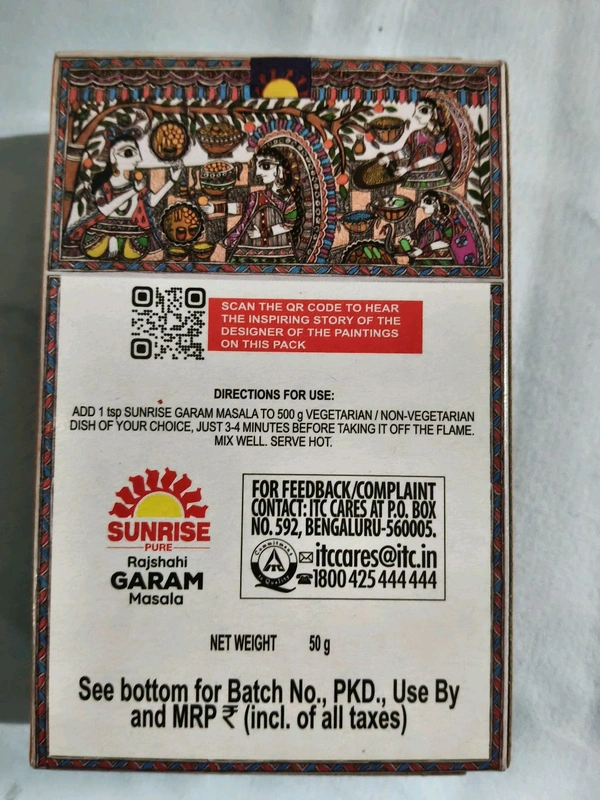 SCAN THE QR CODE TO HEAR
THE INSPIRING STORY OF THE
DESIGNER OF THE PAINTINGS
ON THIS PACK
DIRECTIONS FOR USE:
ADD 1 tsp SUNRISE GARAM MASALA TO 500 g VEGETARIAN / NON-VEGETARIAN
DISH OF YOUR CHOICE, JUST 3-4 MINUTES BEFORE TAKING IT OFF THE FLAME.
MIX WELL. SERVE HOT.
SUNRISE
PURE
Rajshahi
GARAM
Masala
FOR FEEDBACK/COMPLAINT
CONTACT: ITC CARES AT P.O. BOX
NO. 592, BENGALURU-560005.
Commitment
ITC
itccares@itc.in
1800 425 444 444
NET WEIGHT 50 g
See bottom for Batch No., PKD., Use By
and MRP ₹ (incl. of all taxes)